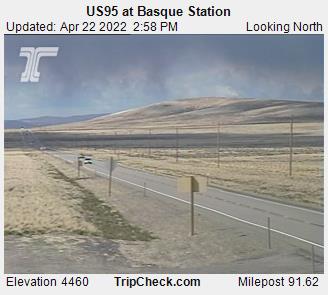 US95 at Basque Station
Updated: Apr 22 2022 2:58 PM Looking North
Elevation 4460 TripCheck.com Milepost 91.62